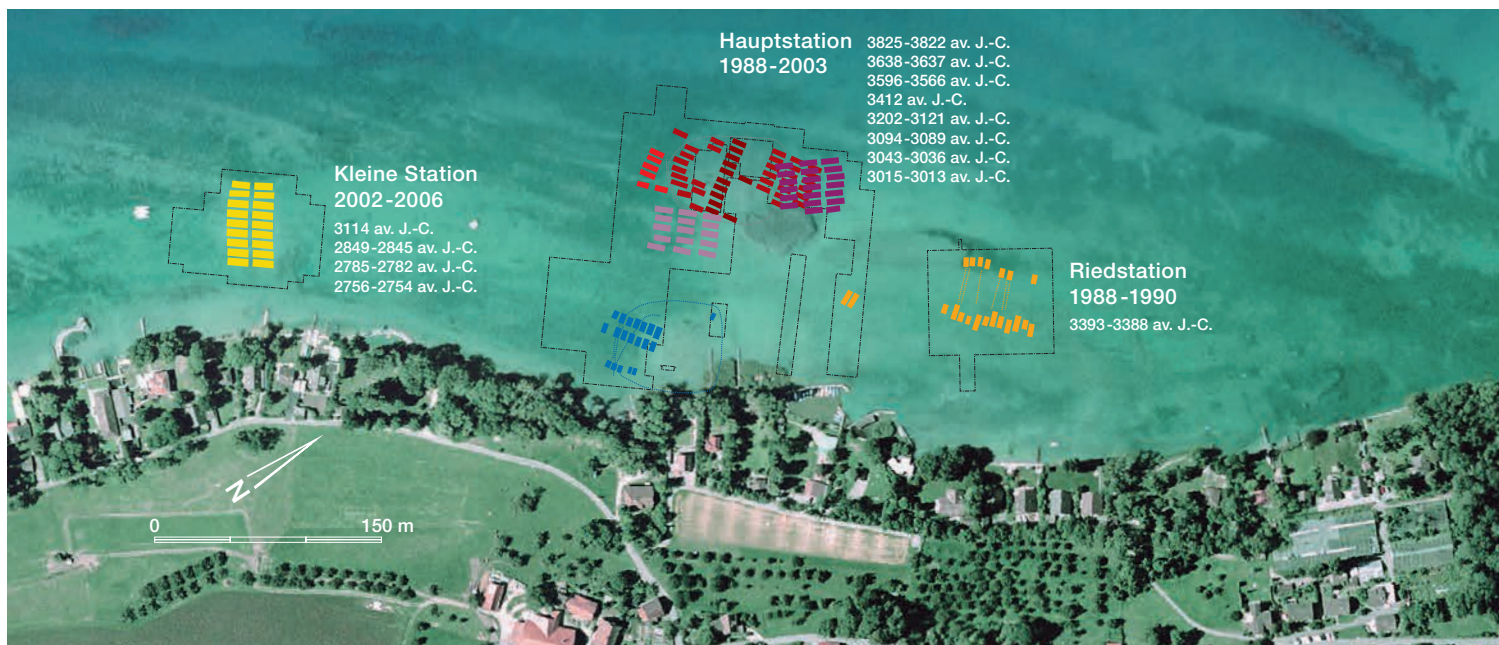 Hauptstation
1988-2003
3825-3822 av. J.-C.
3638-3637 av. J.-C.
3596-3566 av. J.-C.
3412 av. J.-C.
3202-3121 av. J.-C.
3094-3089 av. J.-C.
3043-3036 av. J.-C.
3015-3013 av. J.-C.
Kleine Station
2002-2006
3114 av. J.-C.
2849-2845 av. J.-C.
2785-2782 av. J.-C.
2756-2754 av. J.-C.
Riedstation
1988-1990
3393-3388 av. J.-C.
N
0 150 m